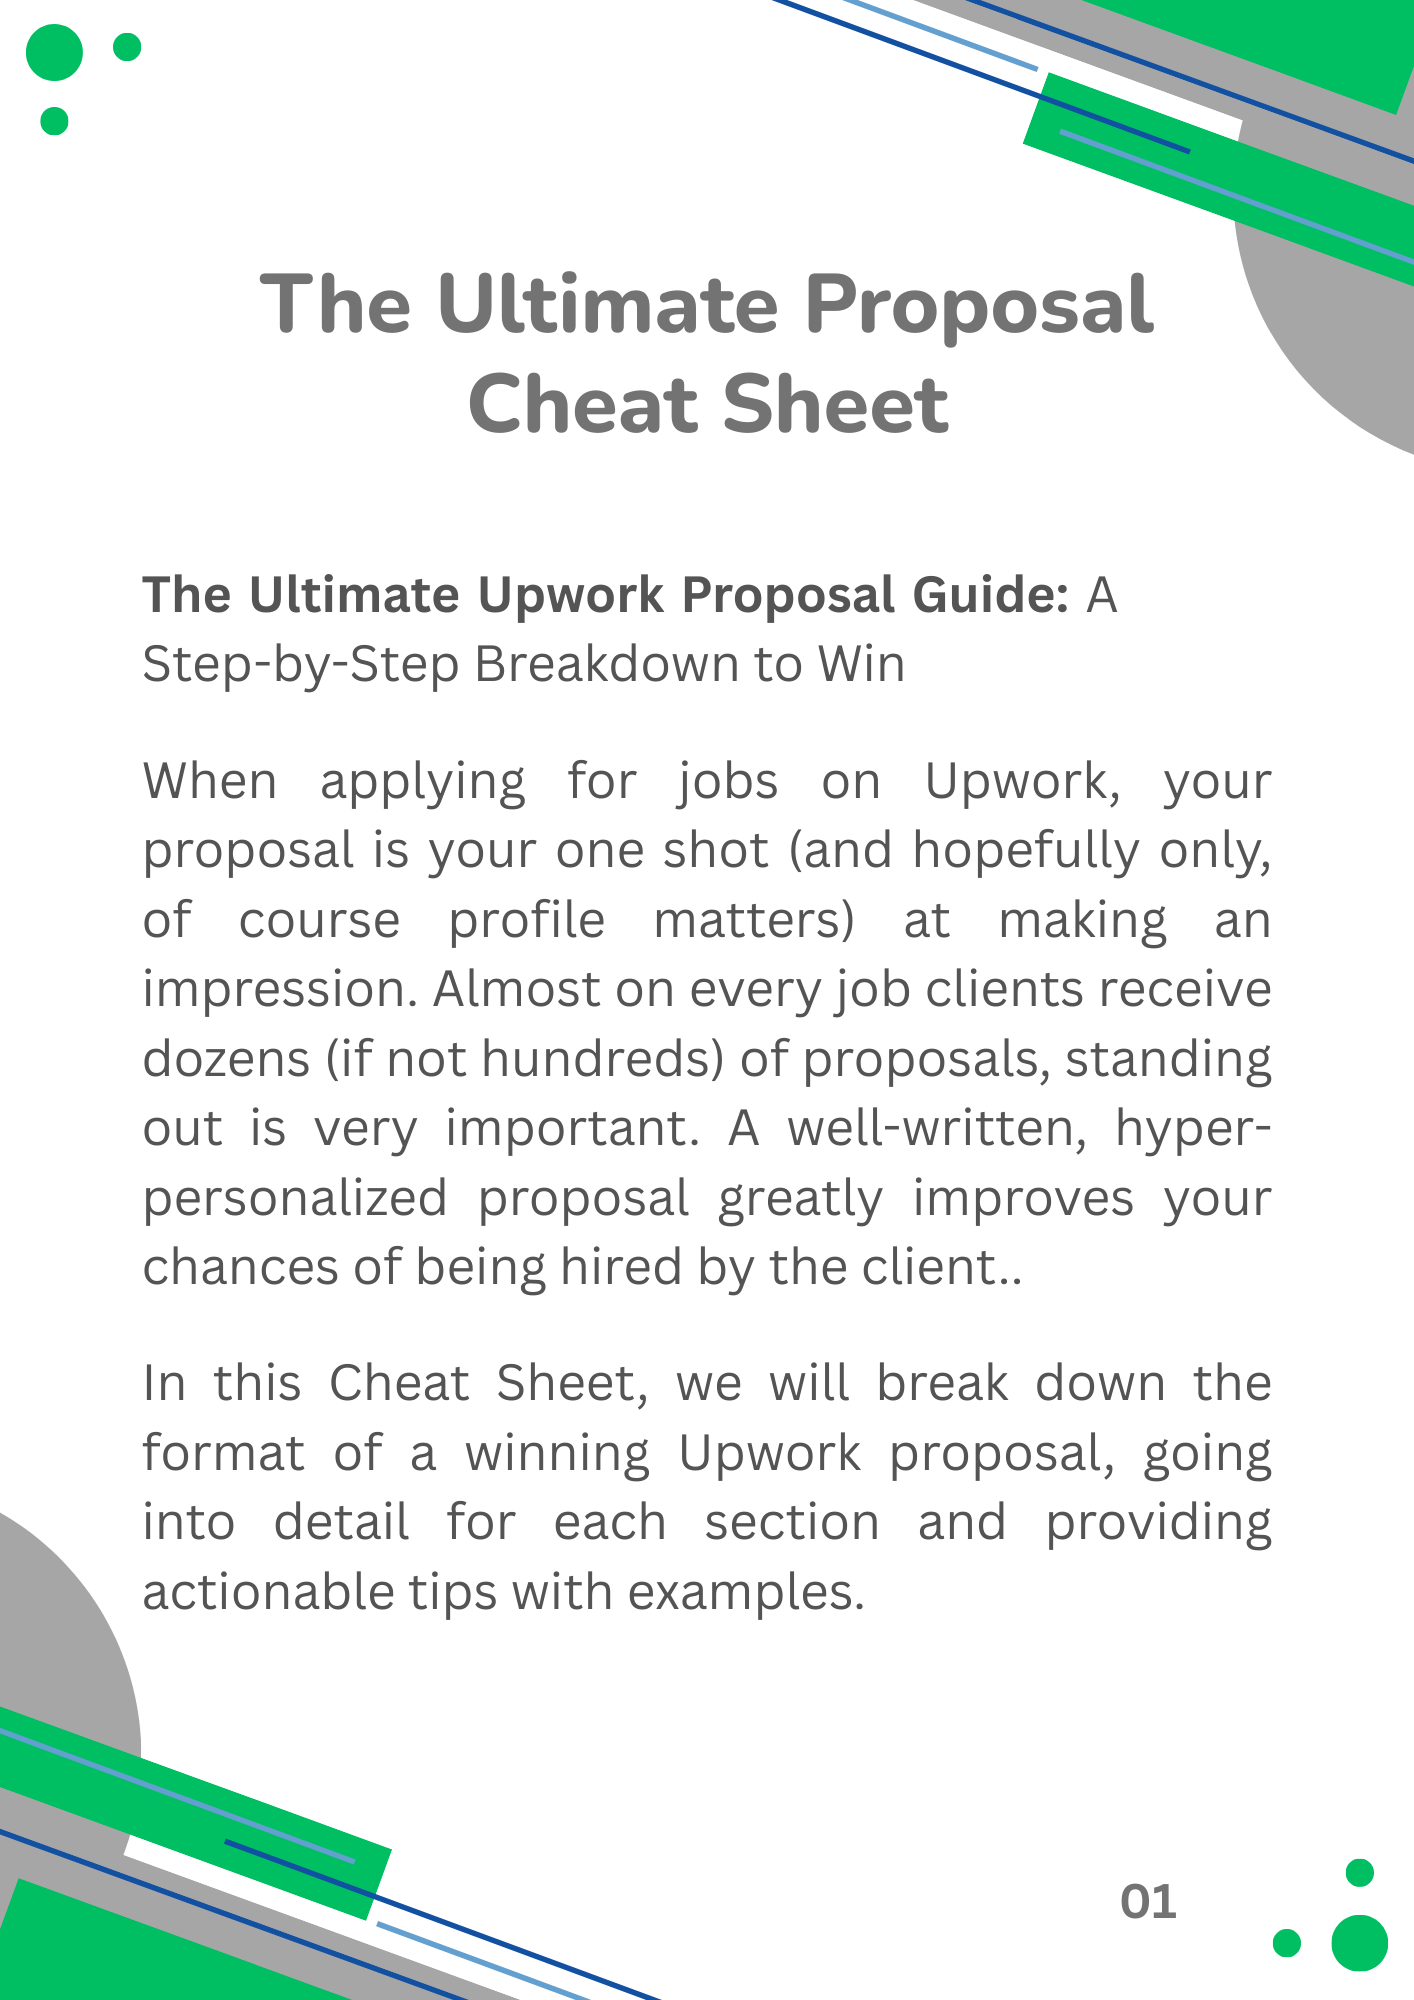 The Ultimate Proposal
Cheat Sheet
The Ultimate Upwork Proposal Guide: A
Step-by-Step Breakdown to Win
When applying for jobs on Upwork, your
proposal is your one shot (and hopefully only,
of course profile matters) at making an
impression. Almost on every job clients receive
dozens (if not hundreds) of proposals, standing
out is very important. A well-written, hyper-
personalized proposal greatly improves your
chances of being hired by the client..
In this Cheat Sheet, we will break down the
format of a winning Upwork proposal, going
into detail for each section and providing
actionable tips with examples.
01